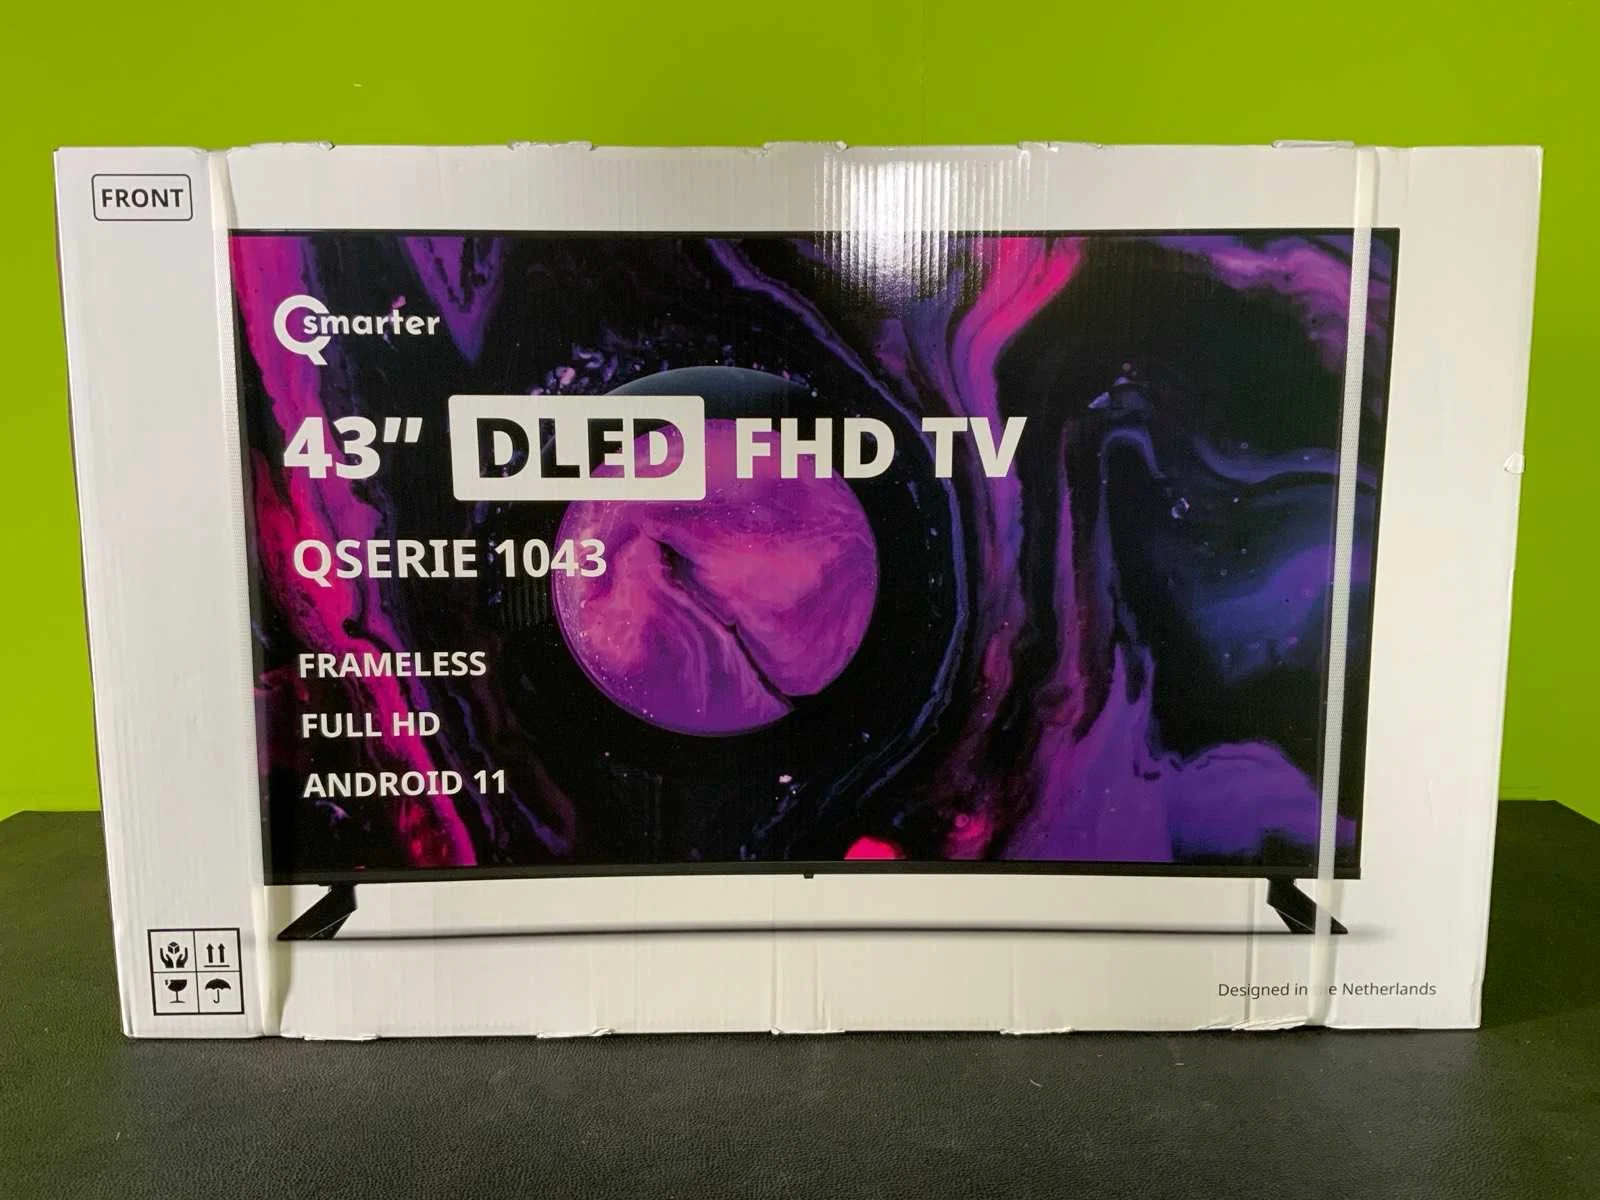 FRONT
Qsmarter
43" DLED FHD TV
QSERIE 1043
FRAMELESS
FULL HD
ANDROID 11
Designed in e Netherlands